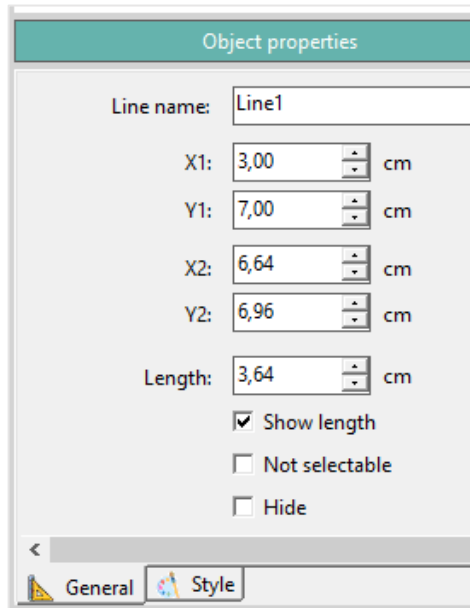 Object properties
Line name: Line1
X1: 3,00 cm
Y1: 7,00 cm
X2: 6,64 cm
Y2: 6,96 cm
Length: 3,64 cm
Show length
Not selectable
Hide
General Style